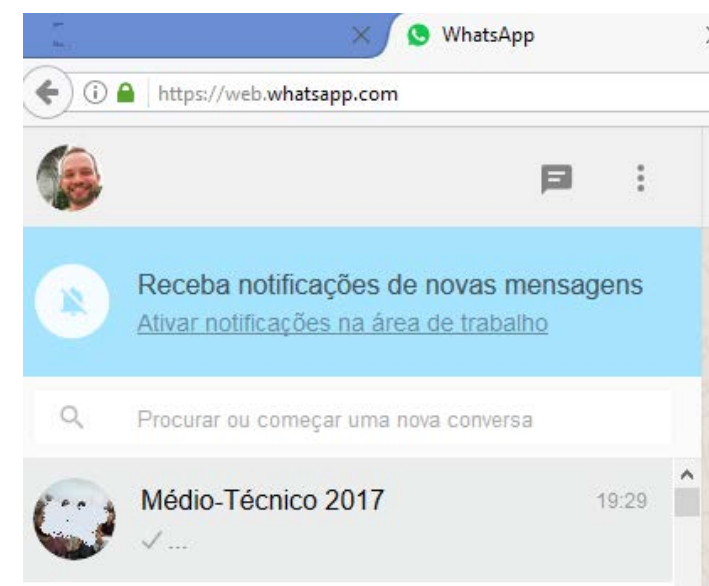 WhatsApp
https://web.whatsapp.com
Receba notificações de novas mensagens
Ativar notificações na área de trabalho
Procurar ou começar uma nova conversa
Médio-Técnico 2017
19:29
...